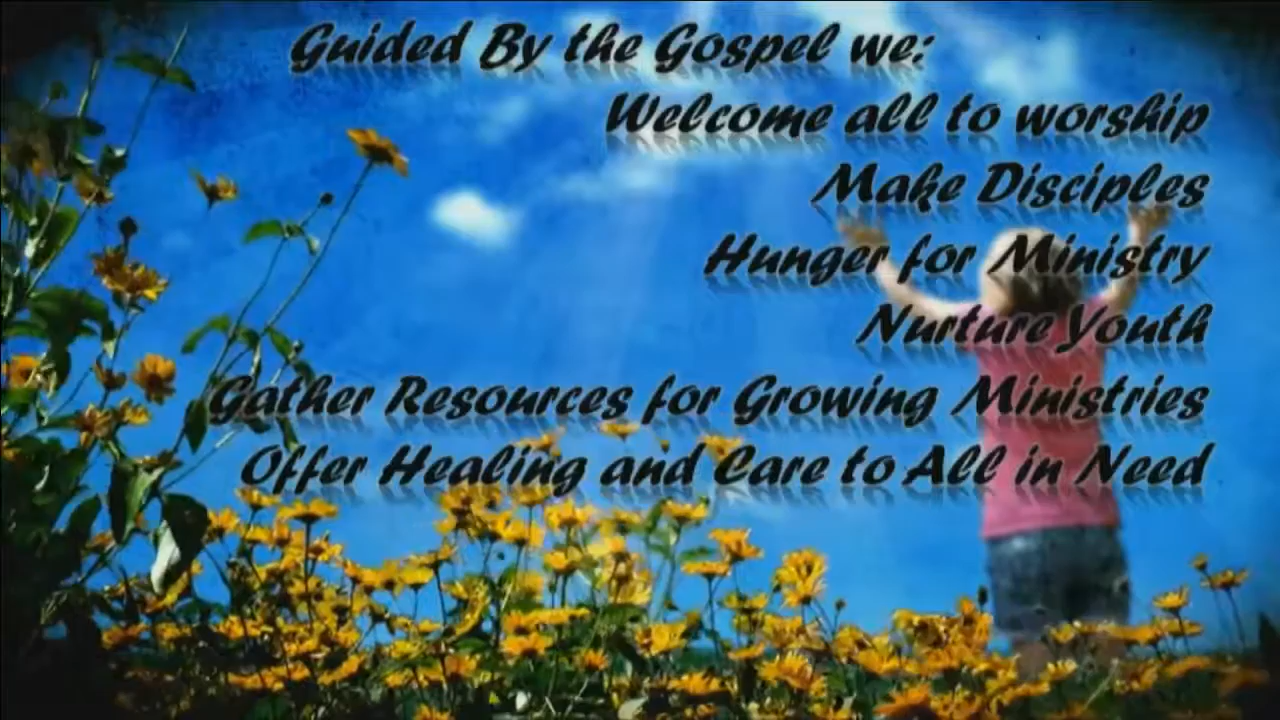 Guided By the Gospel we:
Welcome all to worship
Make Disciples
Hunger for Ministry
Nurture Youth
Gather Resources for Growing Ministries
Offer Healing and Care to All in Need